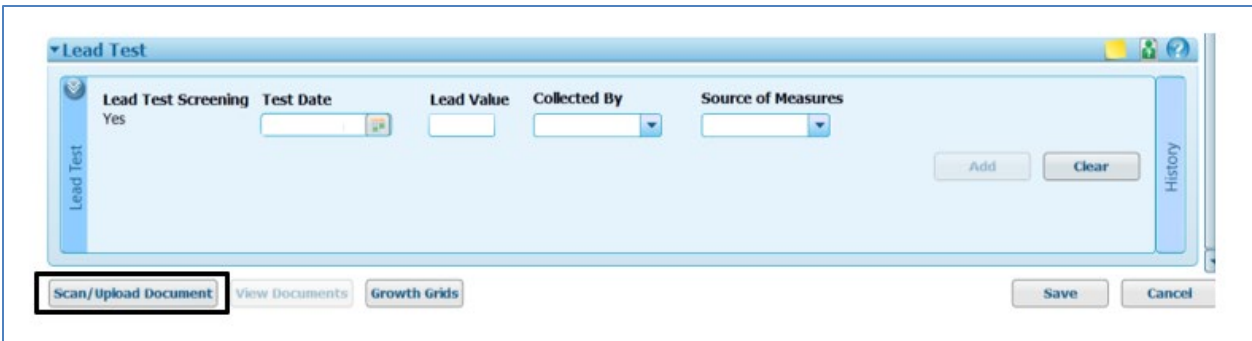 Lead Test
Lead Test Screening Test Date Lead Value Collected By Source of Measures
Yes
Lead Test
Add Clear
History
Scan/Upload Document View Documents Growth Grids Save Cancel